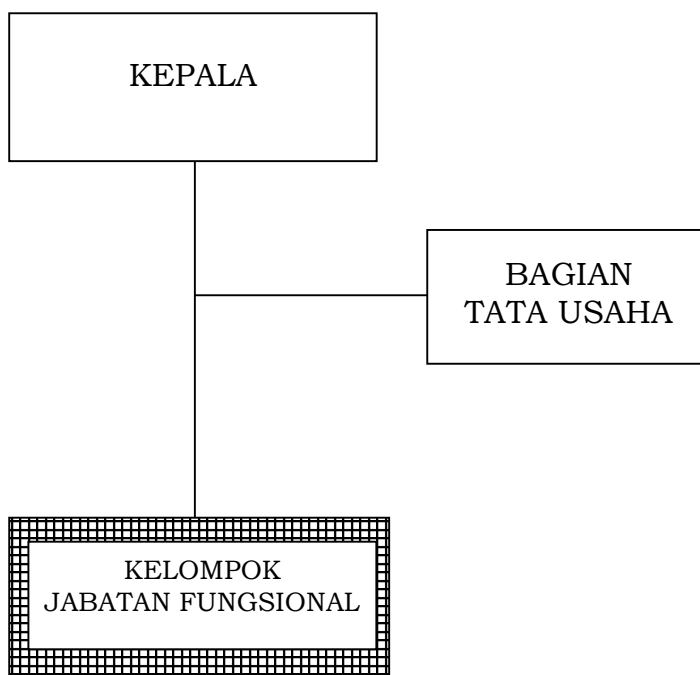 KEPALA
BAGIAN
TATA USAHA
KELOMPOK
JABATAN FUNGSIONAL